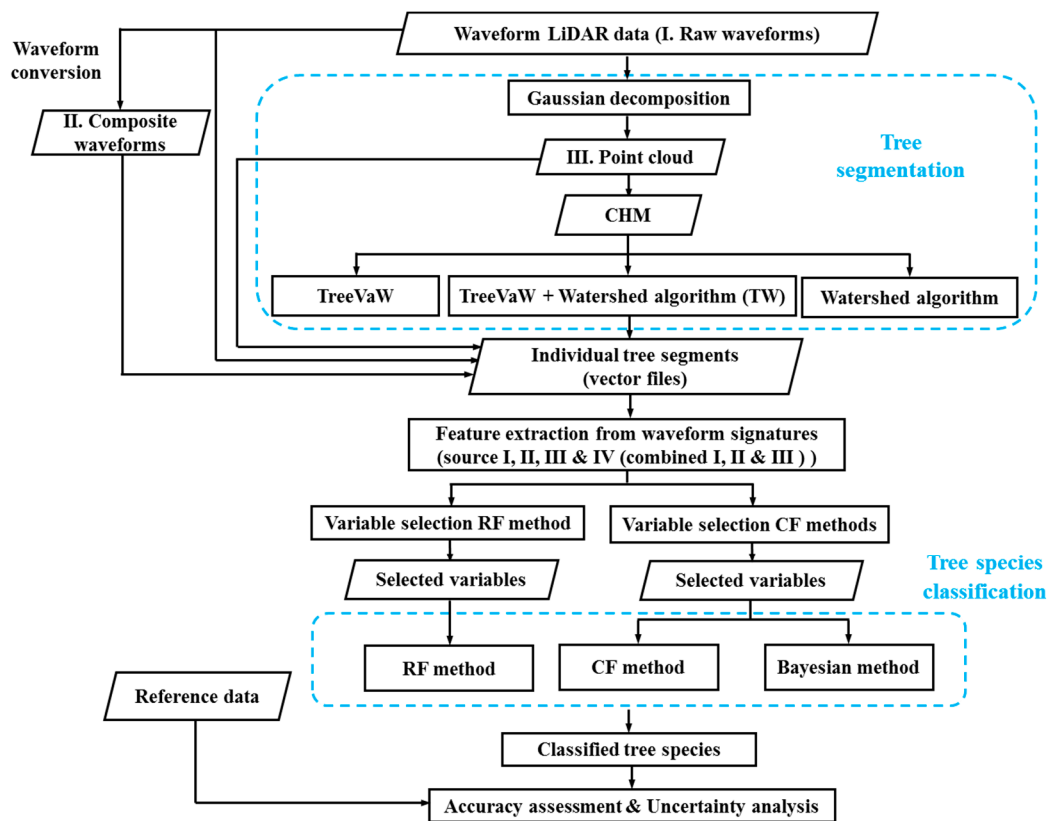 Waveform LiDAR data (I. Raw waveforms)
Waveform
conversion
II. Composite
waveforms
Gaussian decomposition
III. Point cloud
Tree
segmentation
CHM
TreeVaW
TreeVaW + Watershed algorithm (TW)
Watershed algorithm
Individual tree segments
(vector files)
Feature extraction from waveform signatures
(source I, II, III & IV (combined I, II & III ) )
Variable selection RF method
Variable selection CF methods
Selected variables
Selected variables
Tree species
classification
RF method
CF method
Bayesian method
Reference data
Classified tree species
Accuracy assessment & Uncertainty analysis